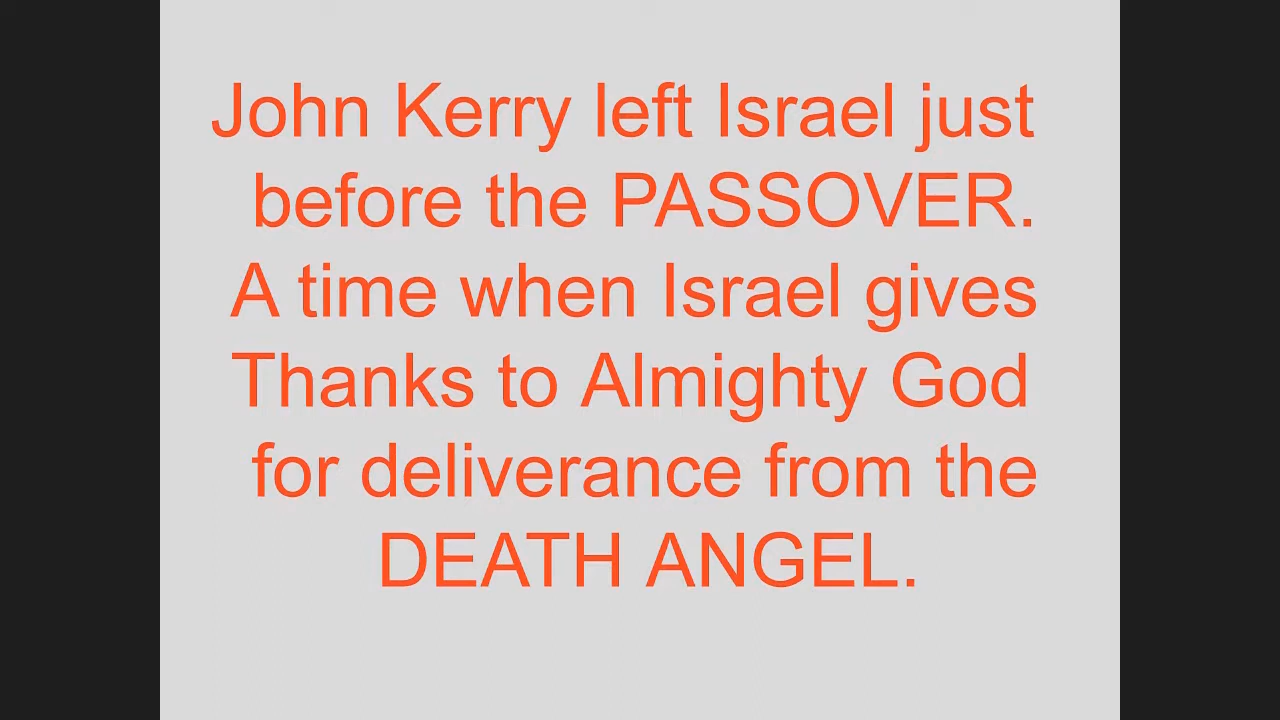 John Kerry left Israel just
before the PASSOVER.
A time when Israel gives
Thanks to Almighty God
for deliverance from the
DEATH ANGEL.